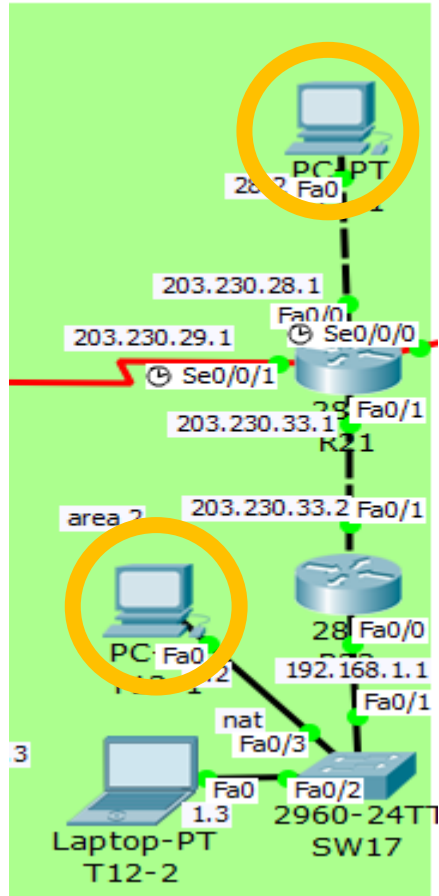 PC-PT
Fa0
203.230.28.1
Fa0/0
203.230.29.1
Se0/0/0
Se0/0/1
Fa0/1
203.230.33.1
R21
203.230.33.2
Fa0/1
area 2
Fa0/0
PC-
Fa0
192.168.1.1
Fa0/1
nat
Fa0/3
3
Fa0
Fa0/2
1.3
2960-24TT
Laptop-PT
SW17
T12-2